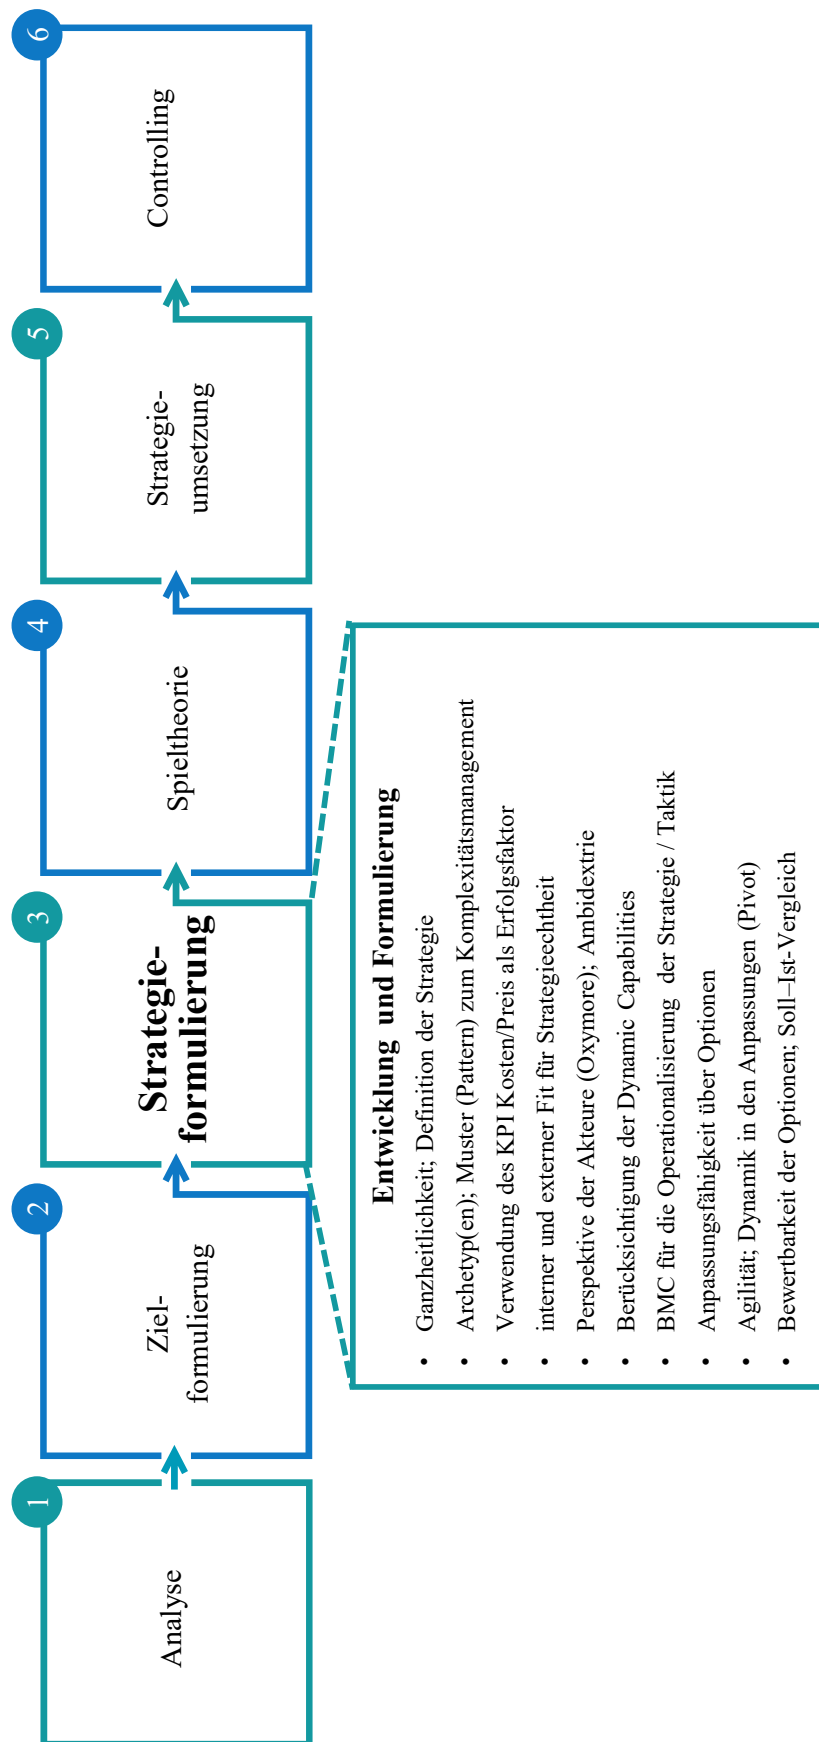 1
Analyse
2
Ziel-
formulierung
3
Strategie-
formulierung
4
Spieltheorie
5
Strategie-
umsetzung
6
Controlling
Entwicklung und Formulierung
• Ganzheitlichkeit; Definition der Strategie
• Archetyp(en); Muster (Pattern) zum Komplexitätsmanagement
• Verwendung des KPI Kosten/Preis als Erfolgsfaktor
• interner und externer Fit für Strategieechtheit
• Perspektive der Akteure (Oxymore); Ambidextrie
• Berücksichtigung der Dynamic Capabilities
• BMC für die Operationalisierung der Strategie / Taktik
• Anpassungsfähigkeit über Optionen
• Agilität; Dynamik in den Anpassungen (Pivot)
• Bewertbarkeit der Optionen; Soll–Ist-Vergleich